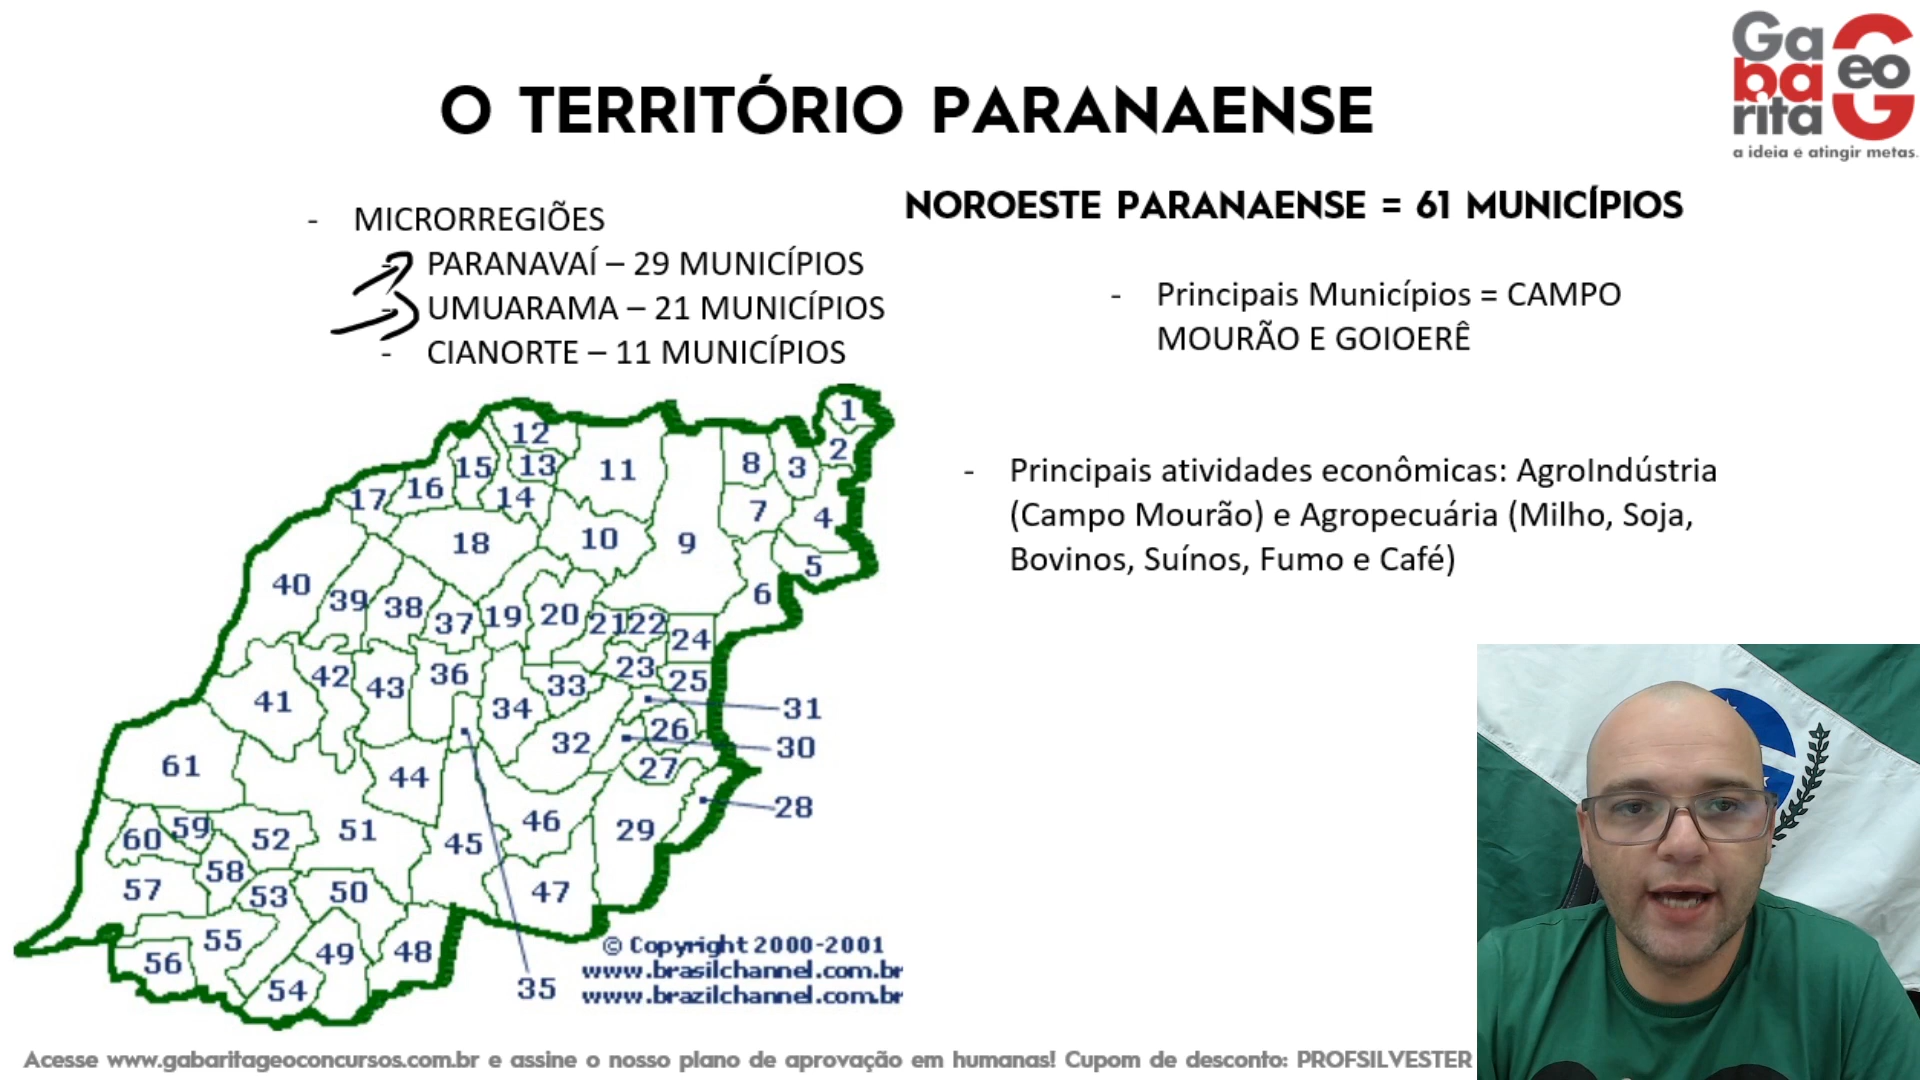 Ga
ba
rita
eo
G
a ideia e atingir metas.
O TERRITÓRIO PARANAENSE
NOROESTE PARANAENSE = 61 MUNICÍPIOS
- MICRORREGIÕES
- PARANAVAÍ – 29 MUNICÍPIOS
- UMUARAMA – 21 MUNICÍPIOS
- CIANORTE – 11 MUNICÍPIOS
3
- Principais Municípios = CAMPO
MOURÃO E GOIOERÊ
- Principais atividades econômicas: AgroIndústria
(Campo Mourão) e Agropecuária (Milho, Soja,
Bovinos, Suínos, Fumo e Café)
1
12
2
15 13 11 8 3
17 16 14
7 4
18 10 9
5
40 39 38 37 19 20 21 22 6
24
42 43 36 33 23 25
41 34 31
32 26 30
61 44 27
28
60 59 52 51 45 46 29
58
57 53 50 47
55 49 48
56
54 35
© Copyright 2000-2001
www.brasilchannel.com.br
www.brazilchannel.com.br
Acesse www.gabaritageoconcursos.com.br e assine o nosso plano de aprovação em humanas! Cupom de desconto: PROFSILVESTER